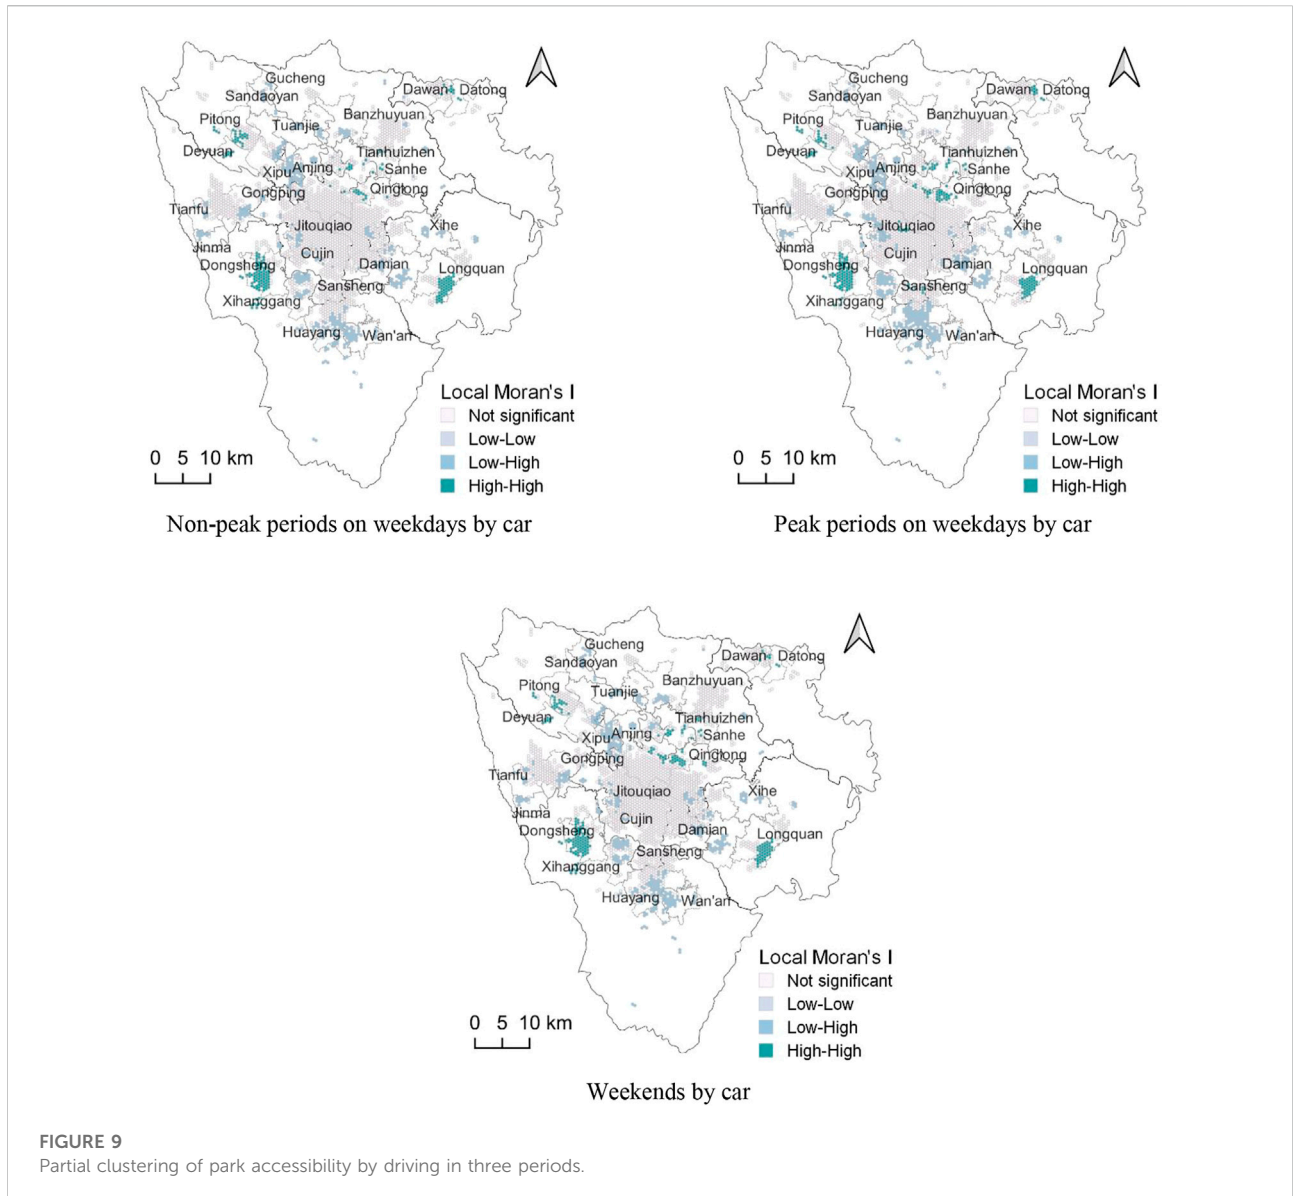 Gucheng
Sandaoyan
Dawan Datong
Pitong
Tuanjie
Banzhuyuan
Deyuan
Tianhuizhen
Xipu Anjing
Sanhe
Gongping
Qinglong
Tianfu
Jitouqiao
Xihe
Jinma
Cujin
Dongsheng
Damian
Longquan
Sansheng
Xihanggang
Huayang
Wan'an
Local Moran's I
Not significant
Low-Low
Low-High
High-High
0 5 10 km
Non-peak periods on weekdays by car
Gucheng
Sandaoyan
Dawan Datong
Pitong
Tuanjie
Banzhuyuan
Deyuan
Tianhuizhen
Xipu Anjing
Sanhe
Gongping
Qinglong
Tianfu
Jitouqiao
Xihe
Jinma
Cujin
Dongsheng
Damian
Longquan
Sansheng
Xihanggang
Huayang
Wan'an
Local Moran's I
Not significant
Low-Low
Low-High
High-High
0 5 10 km
Peak periods on weekdays by car
Gucheng
Sandaoyan
Dawan Datong
Pitong
Tuanjie
Banzhuyuan
Deyuan
Tianhuizhen
Xipu Anjing
Sanhe
Gongping
Qinglong
Tianfu
Jitouqiao
Xihe
Jinma
Cujin
Dongsheng
Damian
Longquan
Sansheng
Xihanggang
Huayang
Wan'an
Local Moran's I
Not significant
Low-Low
Low-High
High-High
0 5 10 km
Weekends by car
FIGURE 9
Partial clustering of park accessibility by driving in three periods.